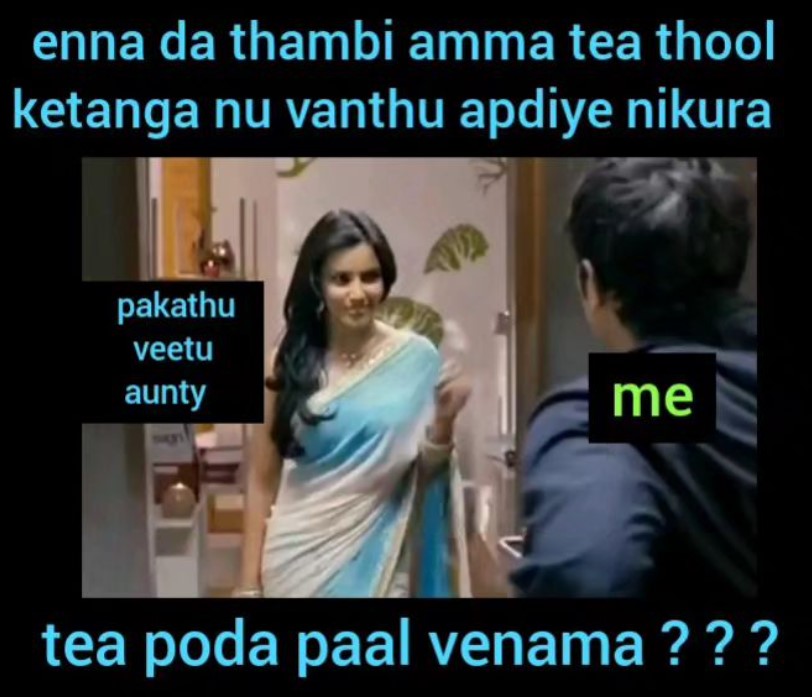 enna da thambi amma tea thool
ketanga nu vanthu apdiye nikura
pakathu
veetu
aunty
me
tea poda paal venama ? ? ?